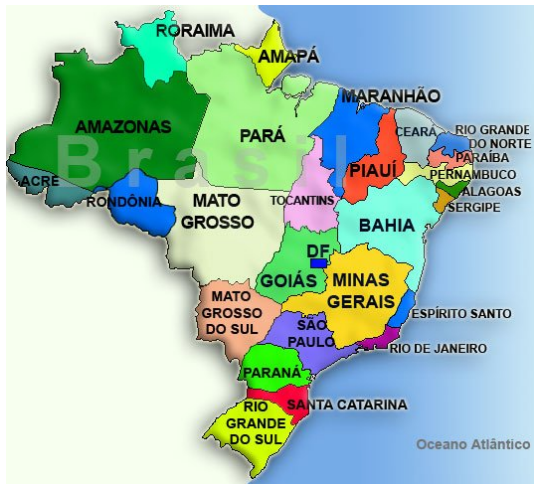 RORAIMA
AMAPÁ
AMAZONAS
PARÁ
MARANHÃO
CEARÁ
RIO GRANDE
DO NORTE
PARAÍBA
PERNAMBUCO
ALAGOAS
SERGIPE
PIAUÍ
Brasil
ACRE
RONDÔNIA
MATO
GROSSO
TOCANTINS
BAHIA
DF
GOIÁS
MINAS
GERAIS
MATO
GROSSO
DO SUL
SÃO
PAULO
ESPÍRITO SANTO
RIO DE JANEIRO
PARANÁ
SANTA CATARINA
RIO
GRANDE
DO SUL
Oceano Atlântico